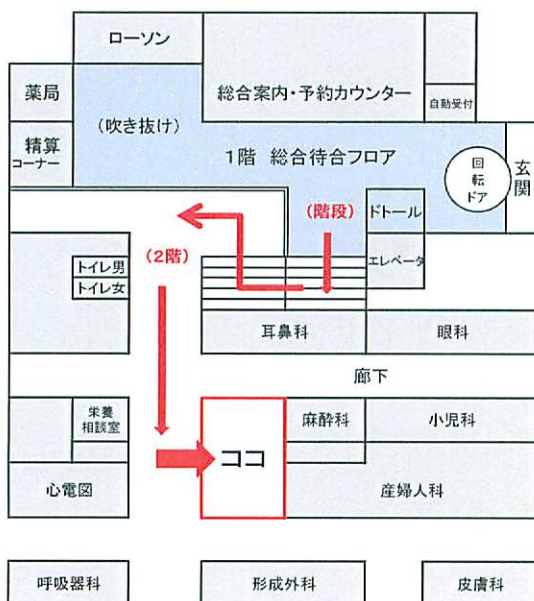 ローソン
薬局
総合案内・予約カウンター
自動受付
(吹き抜け)
精算
コーナー
1階 総合待合フロア
回
転
ドア
玄
関
(階段)
ドトール
(2階)
エレベータ
トイレ男
トイレ女
耳鼻科
眼科
廊下
栄養
相談室
ココ
麻酔科
小児科
心電図
産婦人科
呼吸器科
形成外科
皮膚科